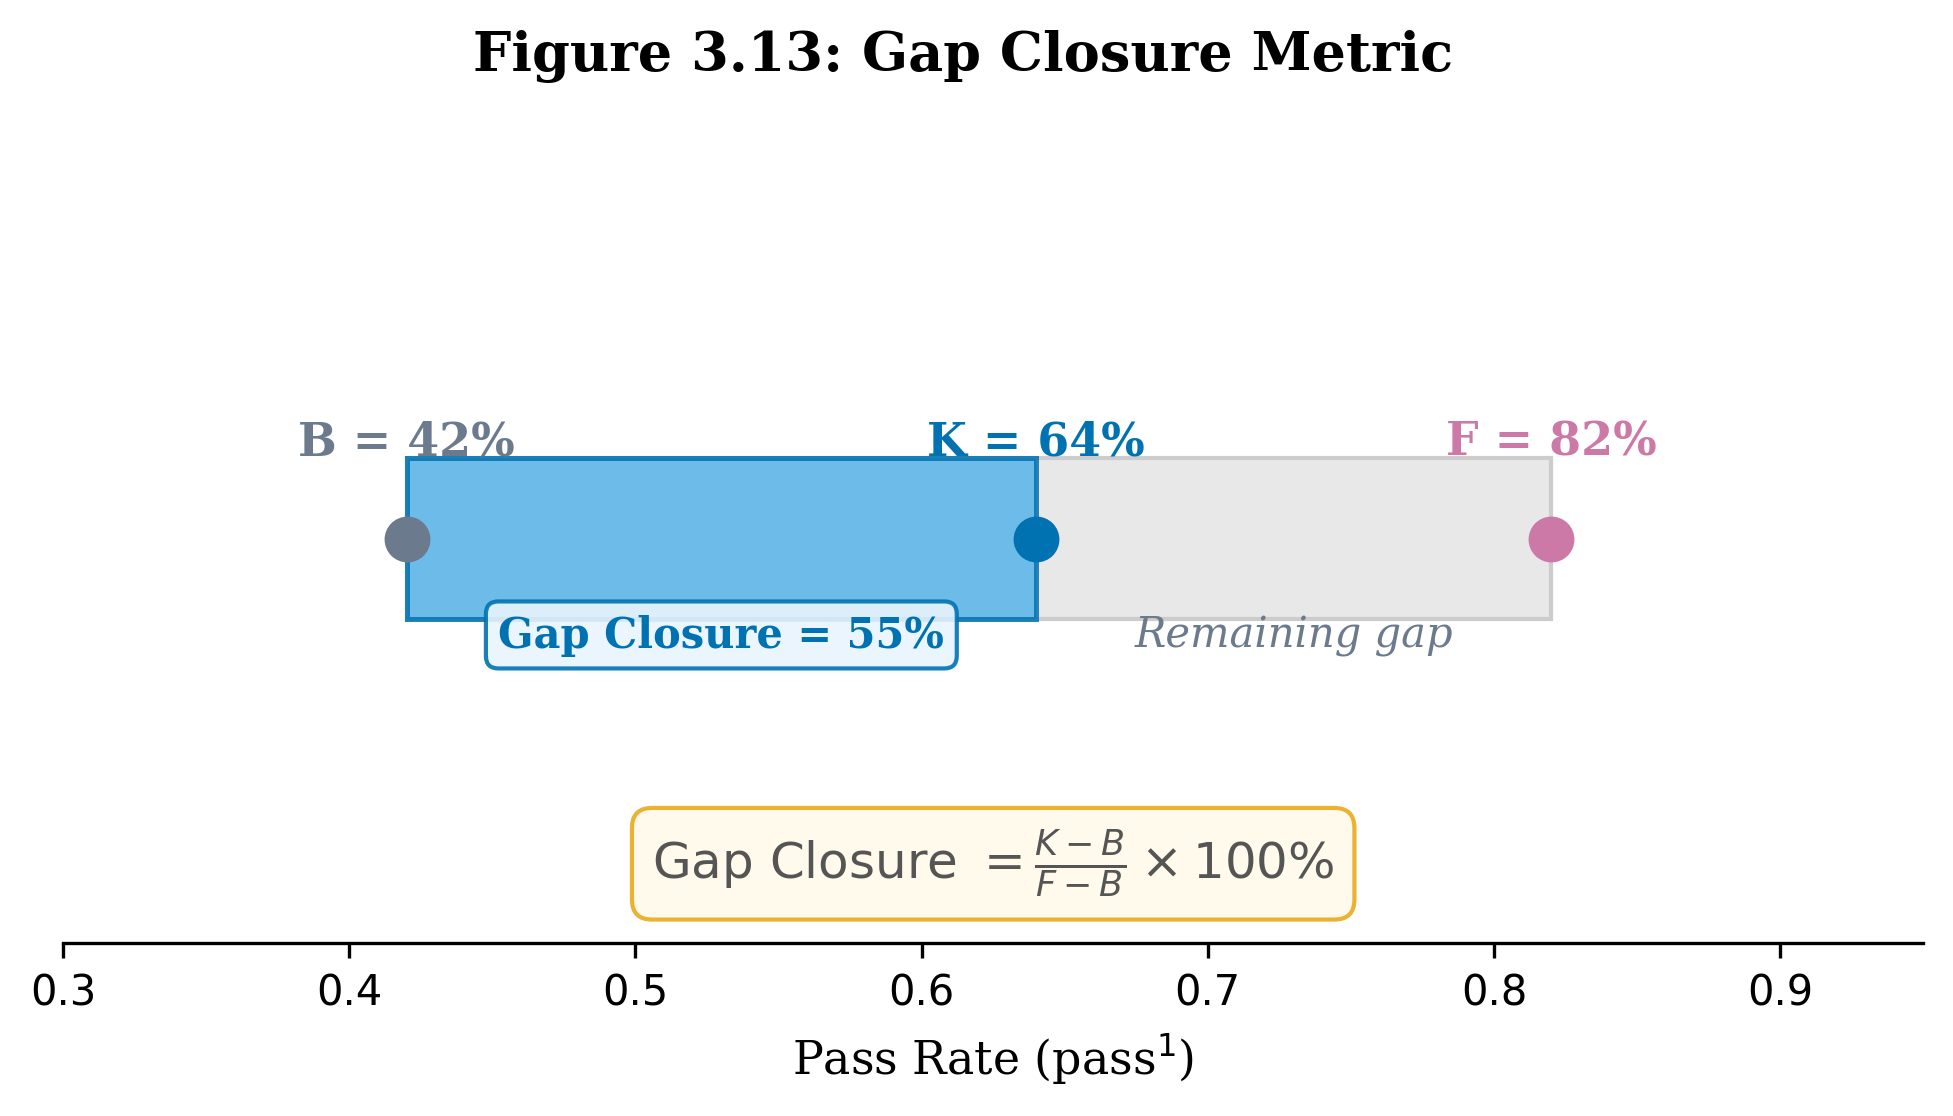 Figure 3.13: Gap Closure Metric
B = 42%
K = 64%
F = 82%
Gap Closure = 55%
Remaining gap
Gap Closure = K − B / F − B × 100%
0.3 0.4 0.5 0.6 0.7 0.8 0.9
Pass Rate (pass¹)